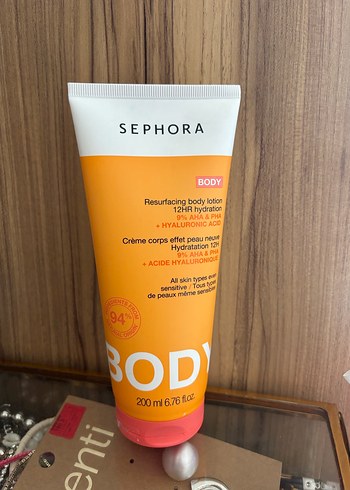 SEPHORA
BODY
Resurfacing body lotion
12HR hydration
9% AHA & PHA
+ HYALURONIC ACID
Crème corps effet peau neuve
Hydratation 12H
9% AHA & PHA
+ ACIDE HYALURONIQUE
All skin types even
sensitive / Tous types
de peaux même sensibles
94%
BODY
200 ml 6.76 fl.oz.
enti